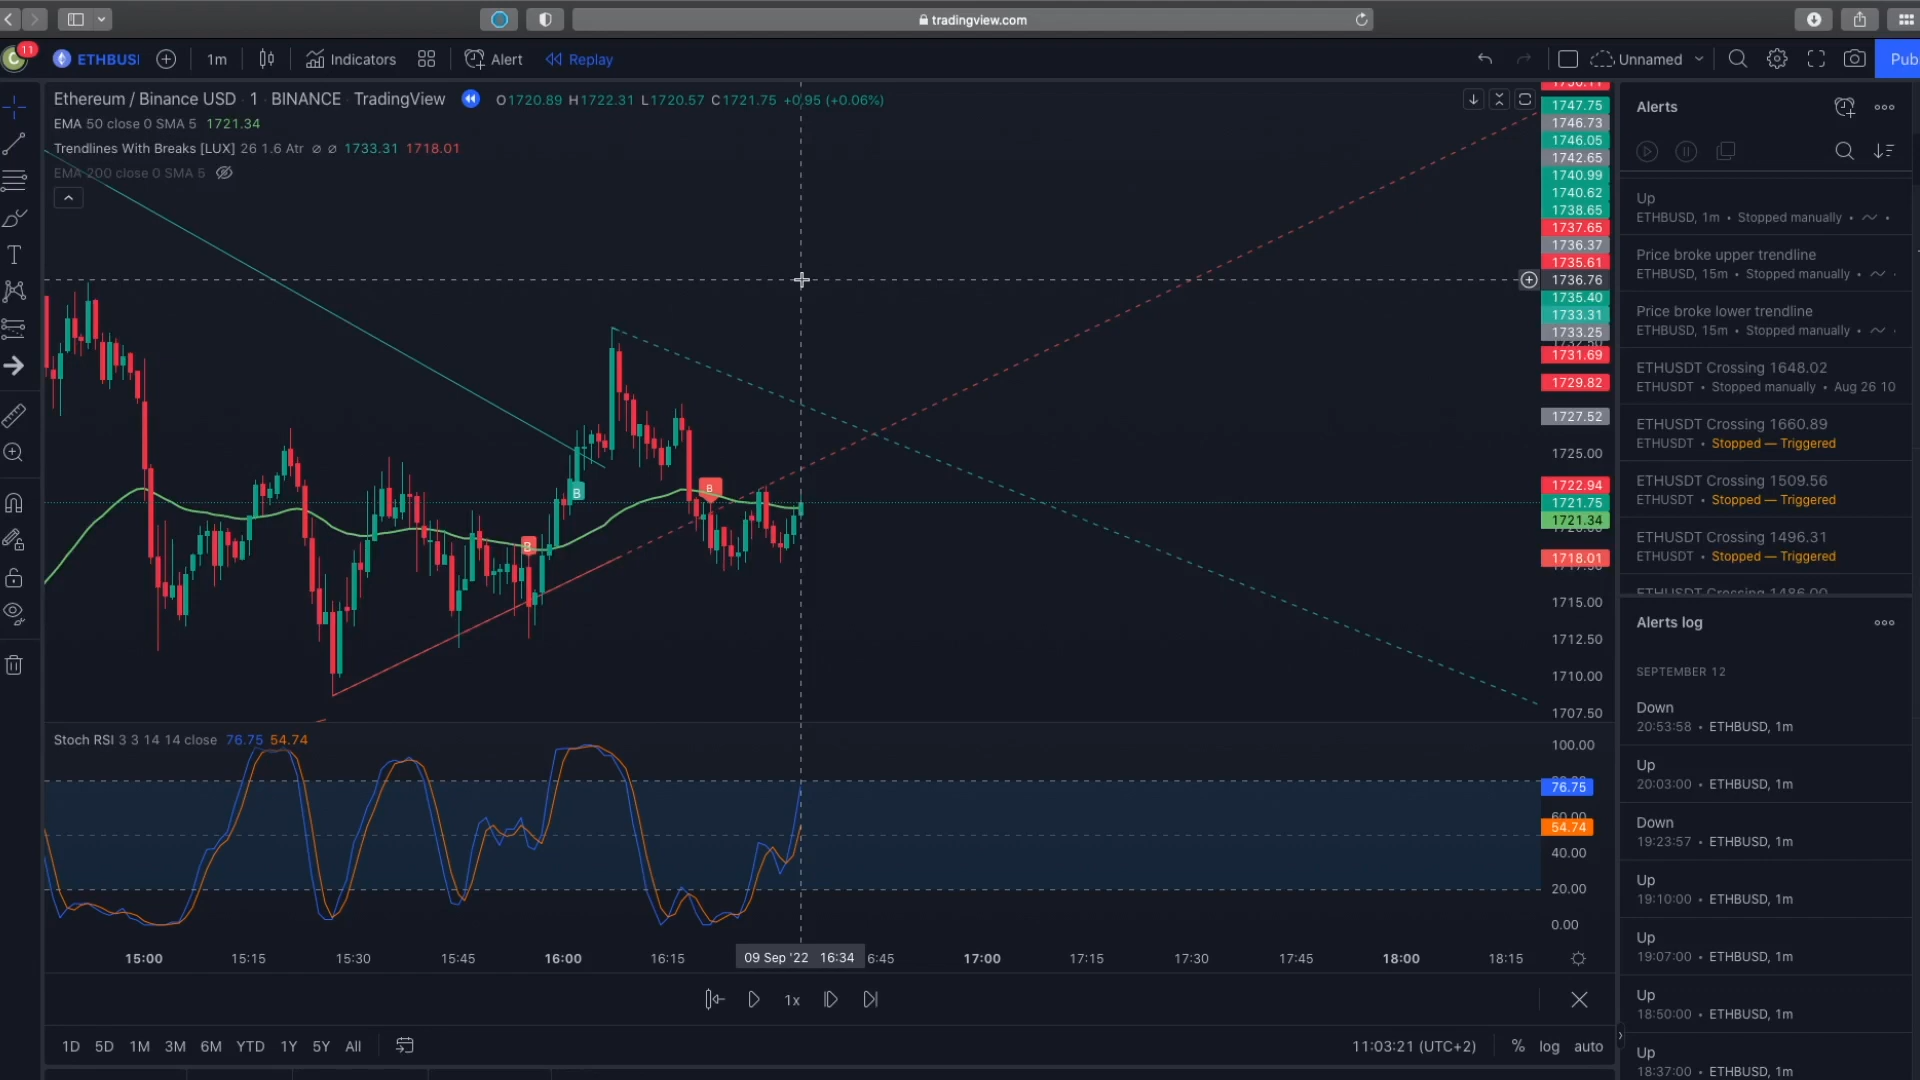 tradingview.com
C
11
ETHBUSI
1m
Indicators
Alert
Replay
Unnamed
Pub
Ethereum / Binance USD · 1 · BINANCE · TradingView
O1720.89 H1722.31 L1720.57 C1721.75 +0.95 (+0.06%)
EMA 50 close 0 SMA 5 1721.34
Trendlines With Breaks [LUX] 26 1.6 Atr ∅ ∅ 1733.31 1718.01
EMA 200 close 0 SMA 5
B
B
B
1747.75
1746.73
1746.05
1742.65
1740.99
1740.62
1738.65
1737.65
1736.37
1735.61
1736.76
1735.40
1733.31
1733.25
1731.69
1729.82
1727.52
1725.00
1722.94
1721.75
1721.34
1718.01
1715.00
1712.50
1710.00
1707.50
Stoch RSI 3 3 14 14 close 76.75 54.74
100.00
76.75
54.74
40.00
20.00
0.00
15:00
15:15
15:30
15:45
16:00
16:15
09 Sep '22 16:34
6:45
17:00
17:15
17:30
17:45
18:00
18:15
1x
1D 5D 1M 3M 6M YTD 1Y 5Y All
11:03:21 (UTC+2)
% log auto
Alerts
Up
ETHBUSD, 1m • Stopped manually •
Price broke upper trendline
ETHBUSD, 15m • Stopped manually •
Price broke lower trendline
ETHBUSD, 15m • Stopped manually •
ETHUSDT Crossing 1648.02
ETHUSDT • Stopped manually • Aug 26 10
ETHUSDT Crossing 1660.89
ETHUSDT • Stopped — Triggered
ETHUSDT Crossing 1509.56
ETHUSDT • Stopped — Triggered
ETHUSDT Crossing 1496.31
ETHUSDT • Stopped — Triggered
ETHUSDT Crossing 1486.00
Alerts log
SEPTEMBER 12
Down
20:53:58 • ETHBUSD, 1m
Up
20:03:00 • ETHBUSD, 1m
Down
19:23:57 • ETHBUSD, 1m
Up
19:10:00 • ETHBUSD, 1m
Up
19:07:00 • ETHBUSD, 1m
Up
18:50:00 • ETHBUSD, 1m
Up
18:37:00 • ETHBUSD, 1m